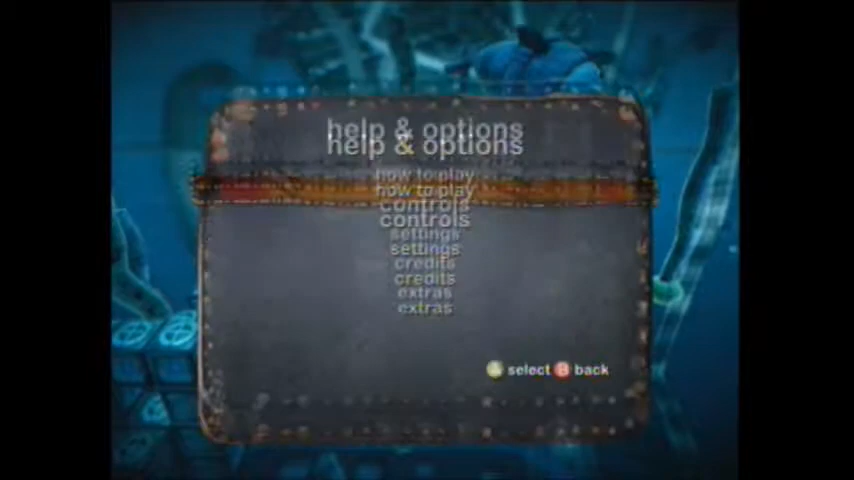 help & options
help & options
how to play
how to play
controls
controls
settings
settings
credits
credits
extras
extras
A select B back